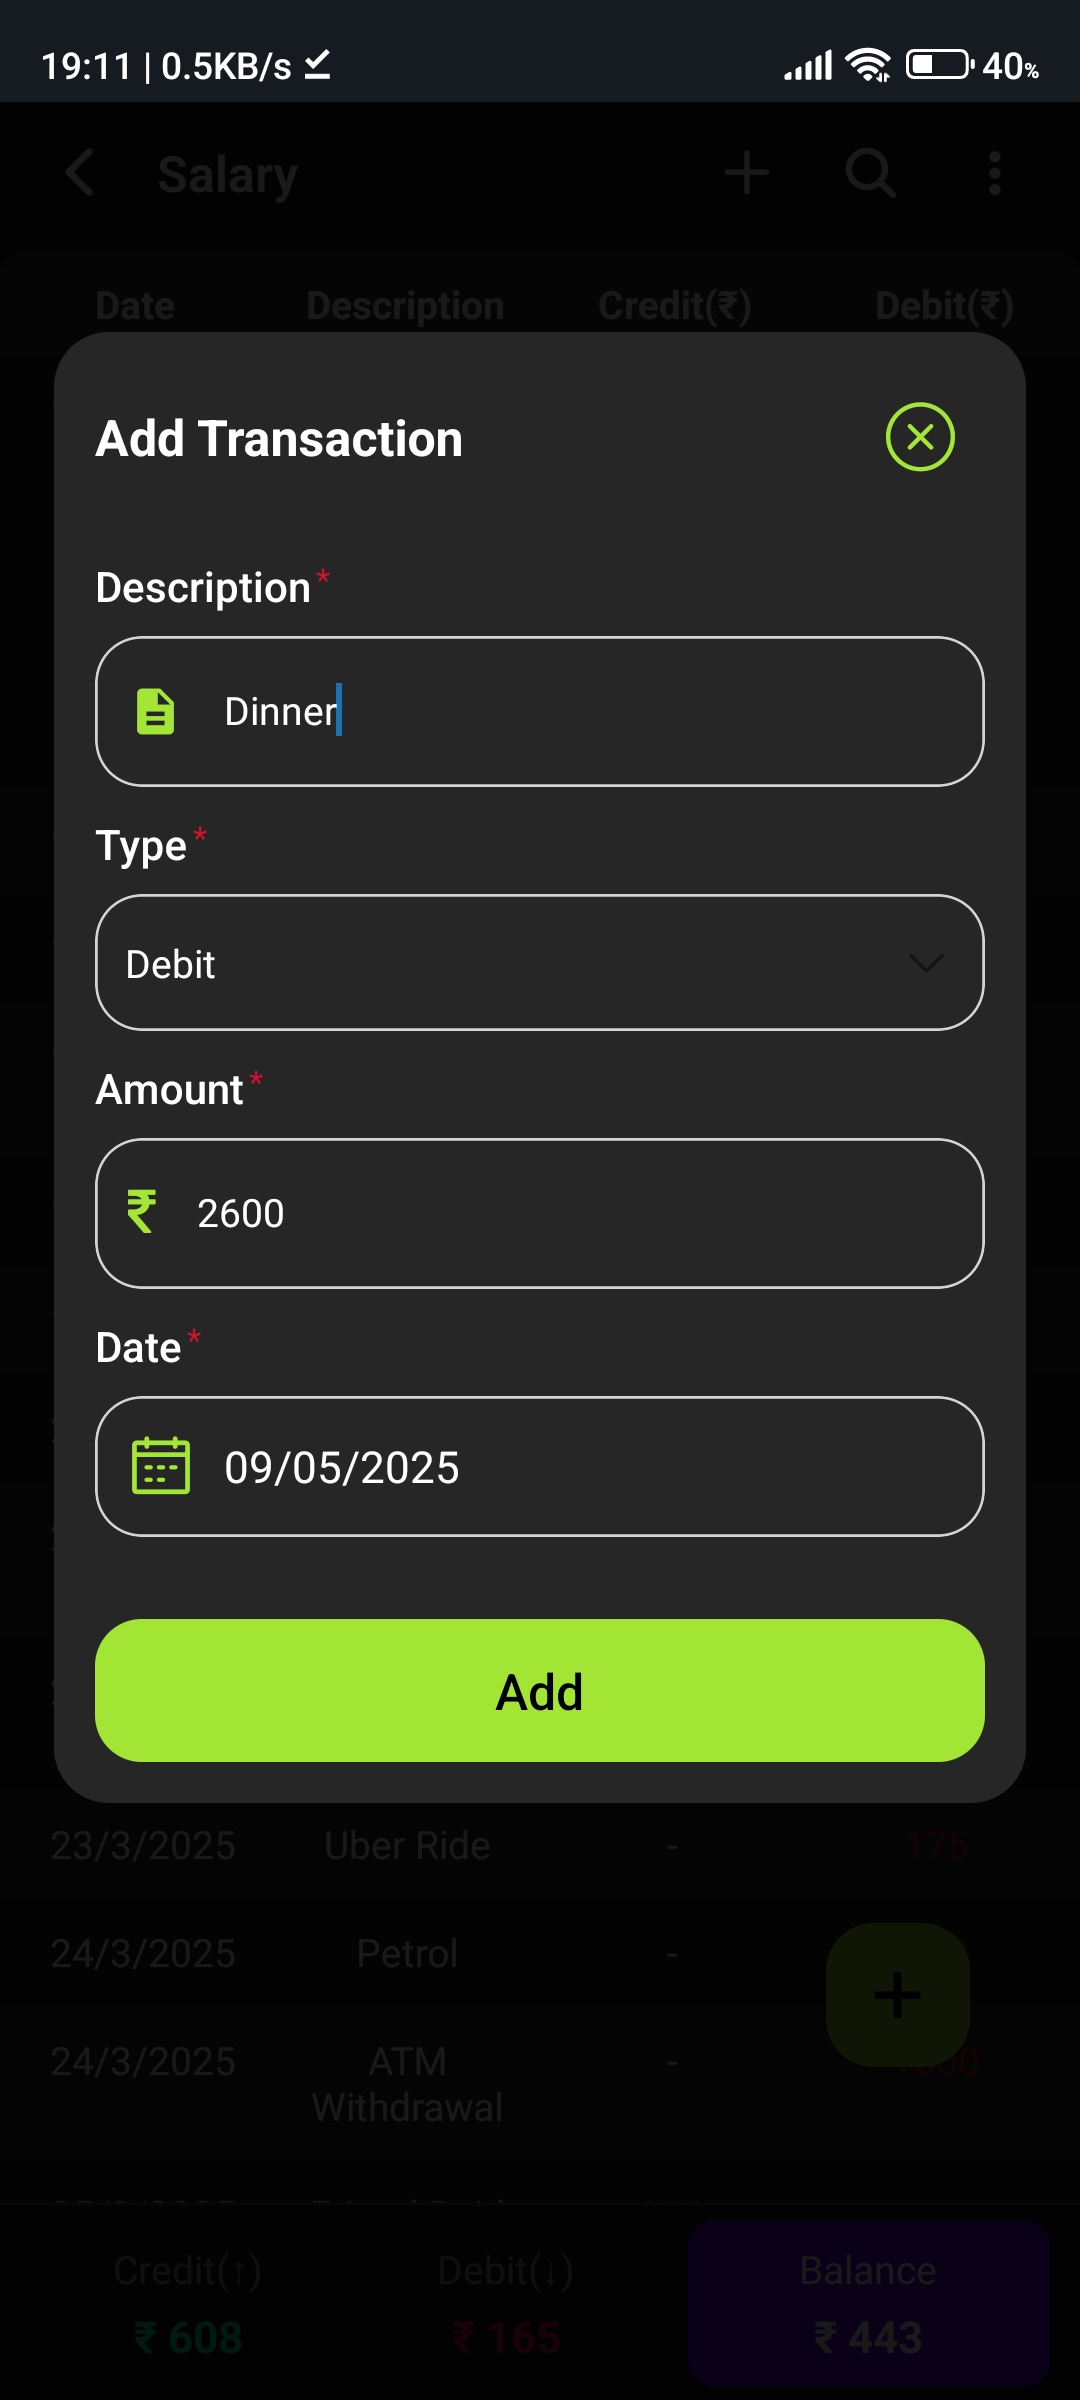 19:11 | 0.5KB/s
40%
Salary
Date Description Credit(₹) Debit(₹)
Add Transaction
Description*
Dinner
Type*
Debit
Amount*
₹ 2600
Date*
09/05/2025
Add
23/3/2025 Uber Ride - 175
24/3/2025 Petrol -
24/3/2025 ATM Withdrawal -
Credit(↑) Debit(↓) Balance
₹ 608 ₹ 165 ₹ 443